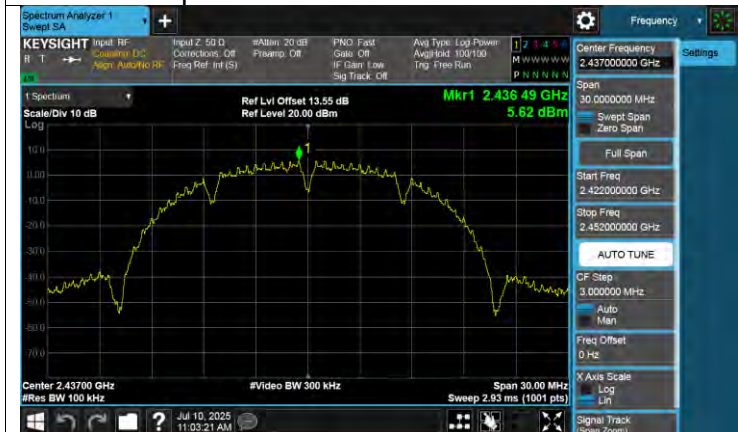 Spectrum Analyzer 1
Swept SA
Frequency
KEYSIGHT
R T
Input: RF
Coupling: DC
Align: Auto/No RF
Input Z: 50 Ω
Corrections: Off
Freq Ref: Int (S)
#Atten: 20 dB
Preamp: Off
PNO: Fast
Gate: Off
IF Gain: Low
Sig Track: Off
Avg Type: Log-Power
Avg|Hold: 100/100
Trig: Free Run
1 2 3 4 5 6
M W W W W W
P N N N N N
1 Spectrum
Scale/Div 10 dB
Log
Ref Lvl Offset 13.55 dB
Ref Level 20.00 dBm
Mkr1 2.436 49 GHz
5.62 dBm
1
10.0
0.00
-10.0
-20.0
-30.0
-40.0
-50.0
-60.0
-70.0
Center 2.43700 GHz
#Res BW 100 kHz
#Video BW 300 kHz
Span 30.00 MHz
Sweep 2.93 ms (1001 pts)
Jul 10, 2025
11:03:21 AM
Center Frequency
2.437000000 GHz
Settings
Span
30.0000000 MHz
Swept Span
Zero Span
Full Span
Start Freq
2.422000000 GHz
Stop Freq
2.452000000 GHz
AUTO TUNE
CF Step
3.000000 MHz
Auto
Man
Freq Offset
0 Hz
X Axis Scale
Log
Lin
Signal Track
(Span Zoom)